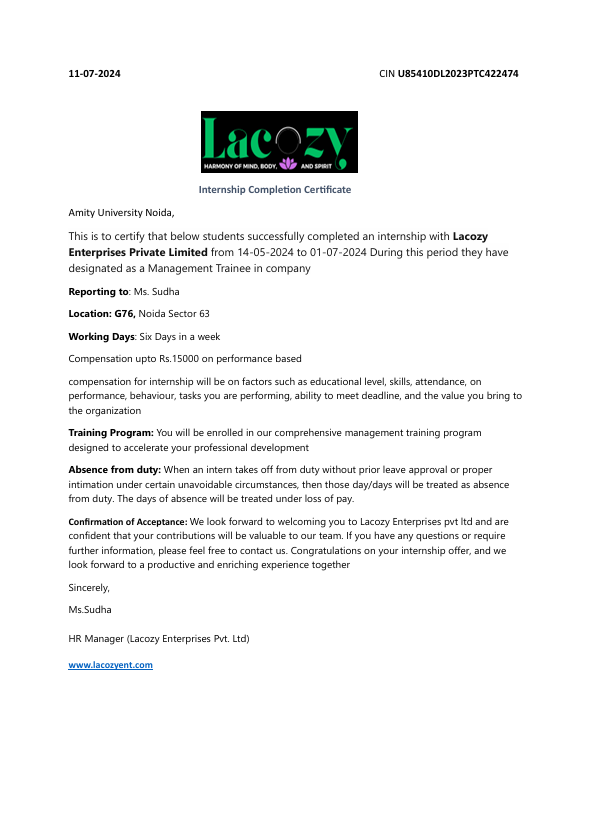 11-07-2024 CIN U85410DL2023PTC422474
Lacozy
HARMONY OF MIND, BODY, AND SPIRIT
Internship Completion Certificate
Amity University Noida,
This is to certify that below students successfully completed an internship with Lacozy
Enterprises Private Limited from 14-05-2024 to 01-07-2024 During this period they have
designated as a Management Trainee in company
Reporting to: Ms. Sudha
Location: G76, Noida Sector 63
Working Days: Six Days in a week
Compensation upto Rs.15000 on performance based
compensation for internship will be on factors such as educational level, skills, attendance, on
performance, behaviour, tasks you are performing, ability to meet deadline, and the value you bring to
the organization
Training Program: You will be enrolled in our comprehensive management training program
designed to accelerate your professional development
Absence from duty: When an intern takes off from duty without prior leave approval or proper
intimation under certain unavoidable circumstances, then those day/days will be treated as absence
from duty. The days of absence will be treated under loss of pay.
Confirmation of Acceptance: We look forward to welcoming you to Lacozy Enterprises pvt ltd and are
confident that your contributions will be valuable to our team. If you have any questions or require
further information, please feel free to contact us. Congratulations on your internship offer, and we
look forward to a productive and enriching experience together
Sincerely,
Ms.Sudha
HR Manager (Lacozy Enterprises Pvt. Ltd)
www.lacozyent.com